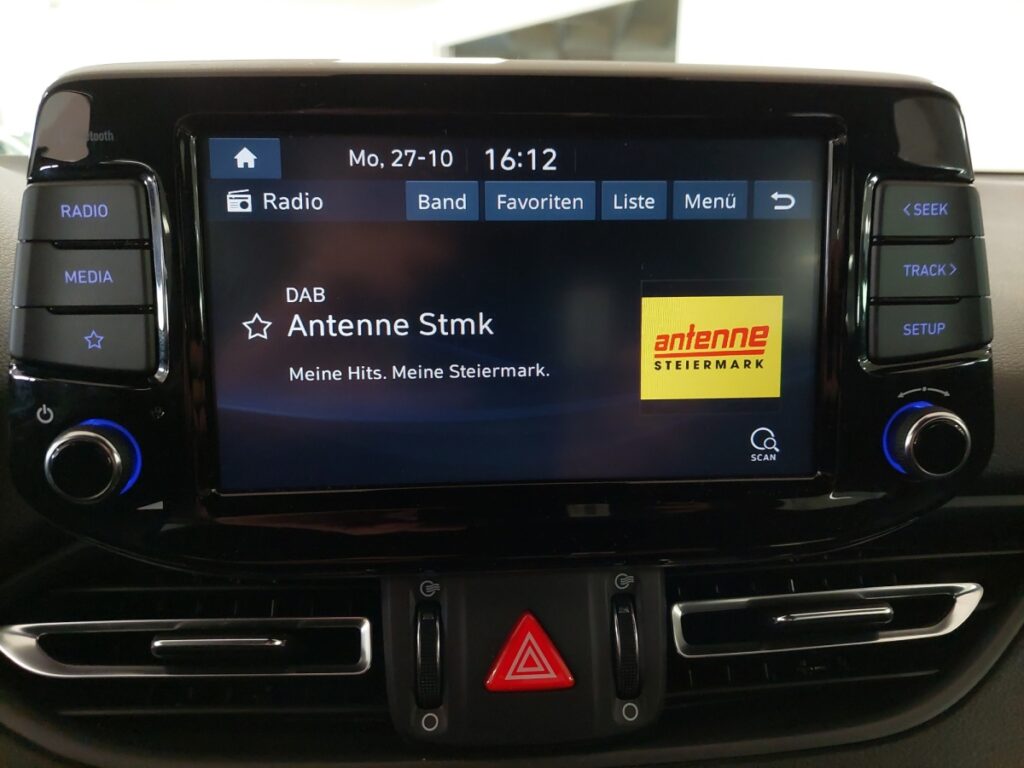 Bluetooth
Mo, 27-10 16:12
Radio Band Favoriten Liste Menü
RADIO
MEDIA
DAB
Antenne Stmk
Meine Hits. Meine Steiermark.
antenne
STEIERMARK
SCAN
< SEEK
TRACK >
SETUP